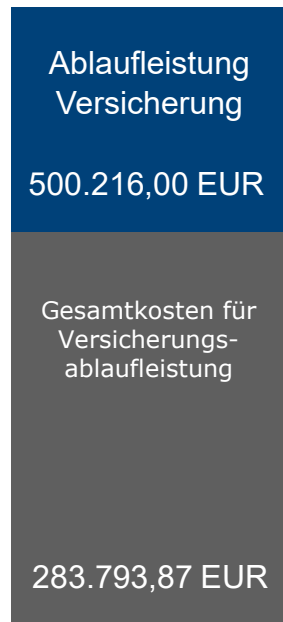 Ablaufleistung
Versicherung
500.216,00 EUR
Gesamtkosten für
Versicherungs-
ablaufleistung
283.793,87 EUR